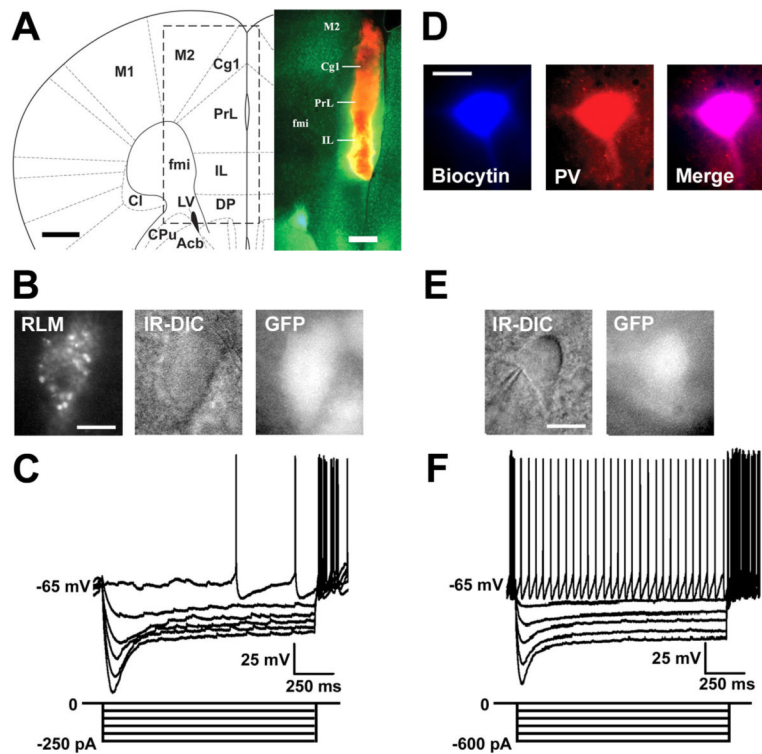 A
M1
M2
Cg1
PrL
fmi
IL
Cl
LV
DP
CPu
Acb
M2
Cg1
PrL
fmi
IL
D
Biocytin
PV
Merge
B
RLM
IR-DIC
GFP
E
IR-DIC
GFP
C
-65 mV
25 mV
250 ms
0
-250 pA
F
-65 mV
25 mV
250 ms
0
-600 pA